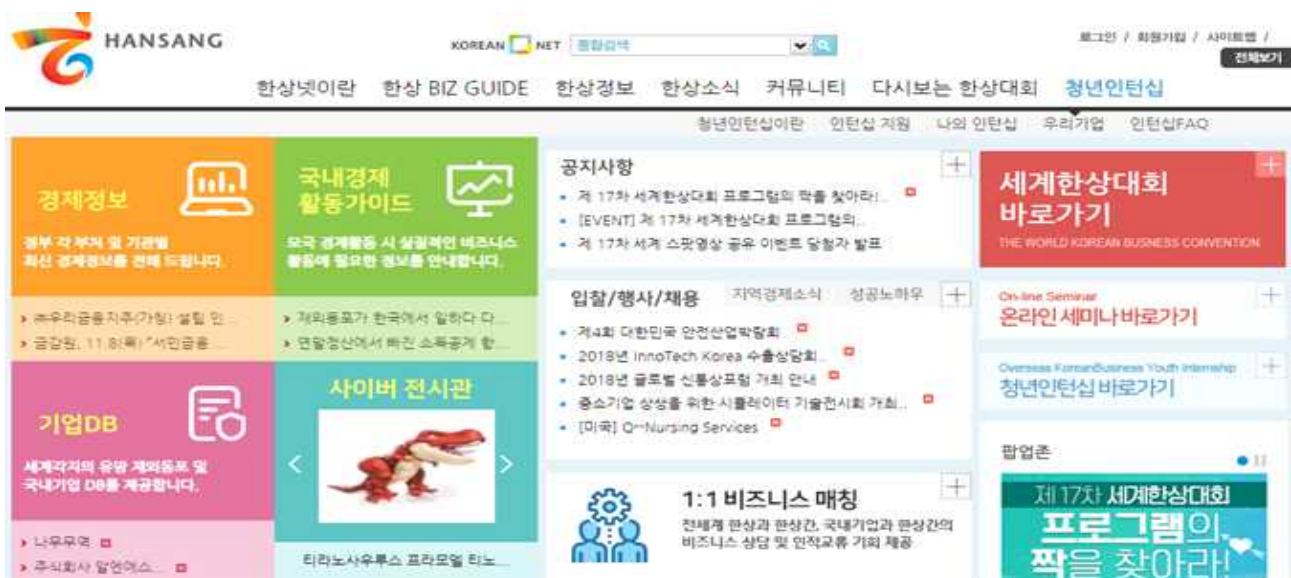 HANSANG
KOREAN NET 통합검색
로그인 / 회원가입 / 사이트맵 /
전체보기
한상넷이란 한상 BIZ GUIDE 한상정보 한상소식 커뮤니티 다시보는 한상대회 청년인턴십
청년인턴십이란 인턴십 지원 나의 인턴십 우리기업 인턴십FAQ
경제정보
정부 각 부처 및 기관별
최신 경제정보를 전해 드립니다.
㈜우리금융지주(가칭) 설립 인...
금감원, 11.8(목) "서민금융 ...
국내경제
활동가이드
모국 경제활동 시 실질적인 비즈니스
활동에 필요한 정보를 안내합니다.
재외동포가 한국에서 일하다 다...
연말정산에서 빠진 소득공제 항...
기업DB
세계각지의 유망 재외동포 및
국내기업 DB를 제공합니다.
나무무역
주식회사 알엔에스...
사이버 전시관
티라노사우루스 프라모델 티노...
공지사항
제 17차 세계한상대회 프로그램의 짝을 찾아라!...
[EVENT] 제 17차 세계한상대회 프로그램의...
제 17차 세계 스팟영상 공유 이벤트 당첨자 발표
입찰/행사/채용 지역경제소식 성공노하우
제4회 대한민국 안전산업박람회
2018년 InnoTech Korea 수출상담회...
2018년 글로벌 신통상포럼 개최 안내
중소기업 상생을 위한 시뮬레이터 기술전시회 개최...
[미국] Q~Nursing Services
1:1 비즈니스 매칭
전세계 한상과 한상간, 국내기업과 한상간의
비즈니스 상담 및 인적교류 기회 제공
세계한상대회
바로가기
THE WORLD KOREAN BUSINESS CONVENTION
On-line Seminar
온라인 세미나 바로가기
Overseas KoreanBusiness Youth Internship
청년인턴십 바로가기
팝업존
제 17차 세계한상대회
프로그램의
짝을 찾아라!